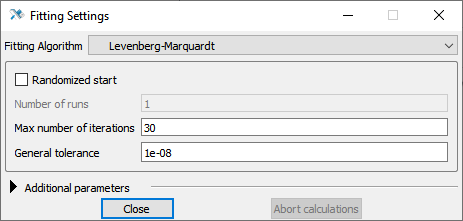 Fitting Settings
Fitting Algorithm Levenberg-Marquardt
Randomized start
Number of runs 1
Max number of iterations 30
General tolerance 1e-08
Additional parameters
Close Abort calculations